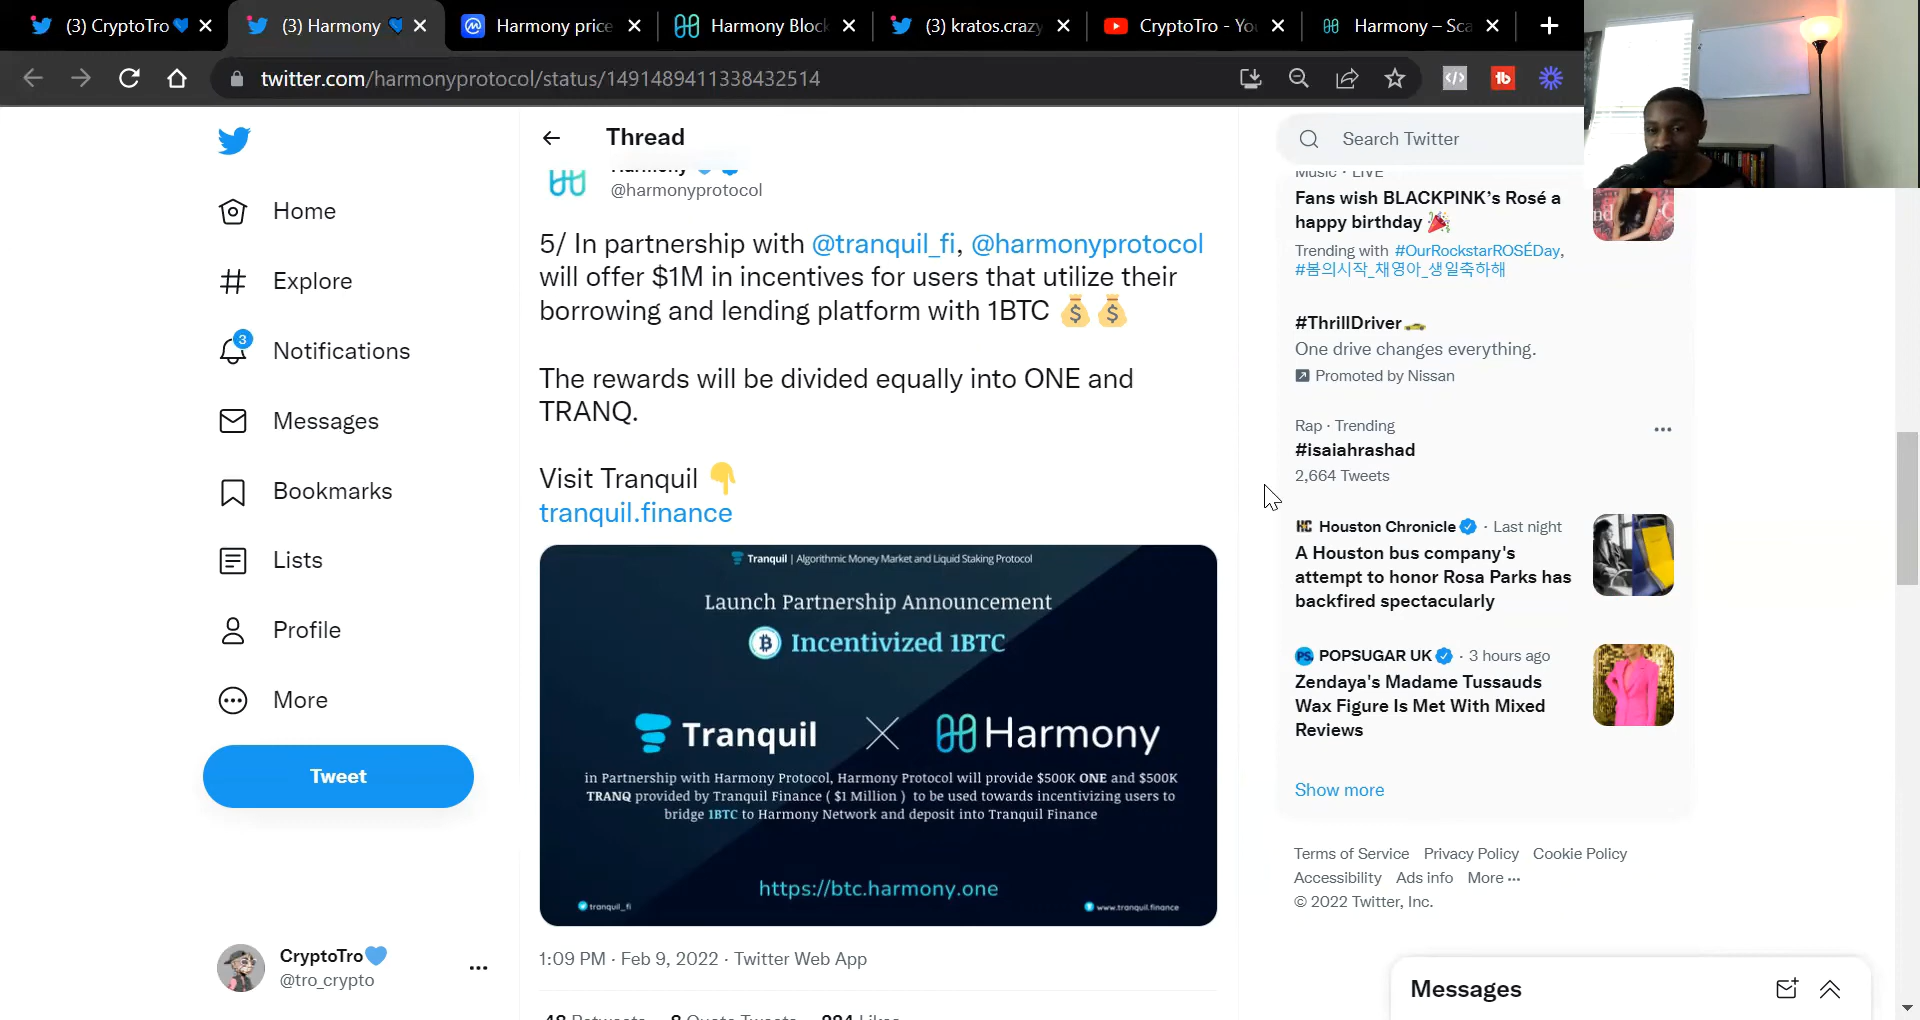 (3) CryptoTro💙
(3) Harmony 💙
Harmony price
Harmony Block
(3) kratos.crazy
CryptoTro - Yo
Harmony – Sca
twitter.com/harmonyprotocol/status/1491489411338432514
Home
Explore
3
Notifications
Messages
Bookmarks
Lists
Profile
More
Tweet
CryptoTro💙
@tro_crypto
Thread
Harmony
@harmonyprotocol
5/ In partnership with @tranquil_fi, @harmonyprotocol
will offer $1M in incentives for users that utilize their
borrowing and lending platform with 1BTC 💰💰
The rewards will be divided equally into ONE and
TRANQ.
Visit Tranquil 👇
tranquil.finance
Tranquil | Algorithmic Money Market and Liquid Staking Protocol
Launch Partnership Announcement
Incentivized 1BTC
Tranquil
Harmony
in Partnership with Harmony Protocol, Harmony Protocol will provide $500K ONE and $500K
TRANQ provided by Tranquil Finance ( $1 Million ) to be used towards incentivizing users to
bridge 1BTC to Harmony Network and deposit into Tranquil Finance
https://btc.harmony.one
tranquil_fi
www.tranquil.finance
1:09 PM · Feb 9, 2022 · Twitter Web App
Retweets
Quote Tweets
Likes
Search Twitter
Music · LIVE
Fans wish BLACKPINK’s Rosé a
happy birthday 🎉
Trending with #OurRockstarROSÉDay,
#봄의시작_채영아_생일축하해
#ThrillDriver
One drive changes everything.
Promoted by Nissan
Rap · Trending
#isaiahrashad
2,664 Tweets
Houston Chronicle · Last night
A Houston bus company's
attempt to honor Rosa Parks has
backfired spectacularly
POPSUGAR UK · 3 hours ago
Zendaya's Madame Tussauds
Wax Figure Is Met With Mixed
Reviews
Show more
Terms of Service Privacy Policy Cookie Policy
Accessibility Ads info More ···
© 2022 Twitter, Inc.
Messages